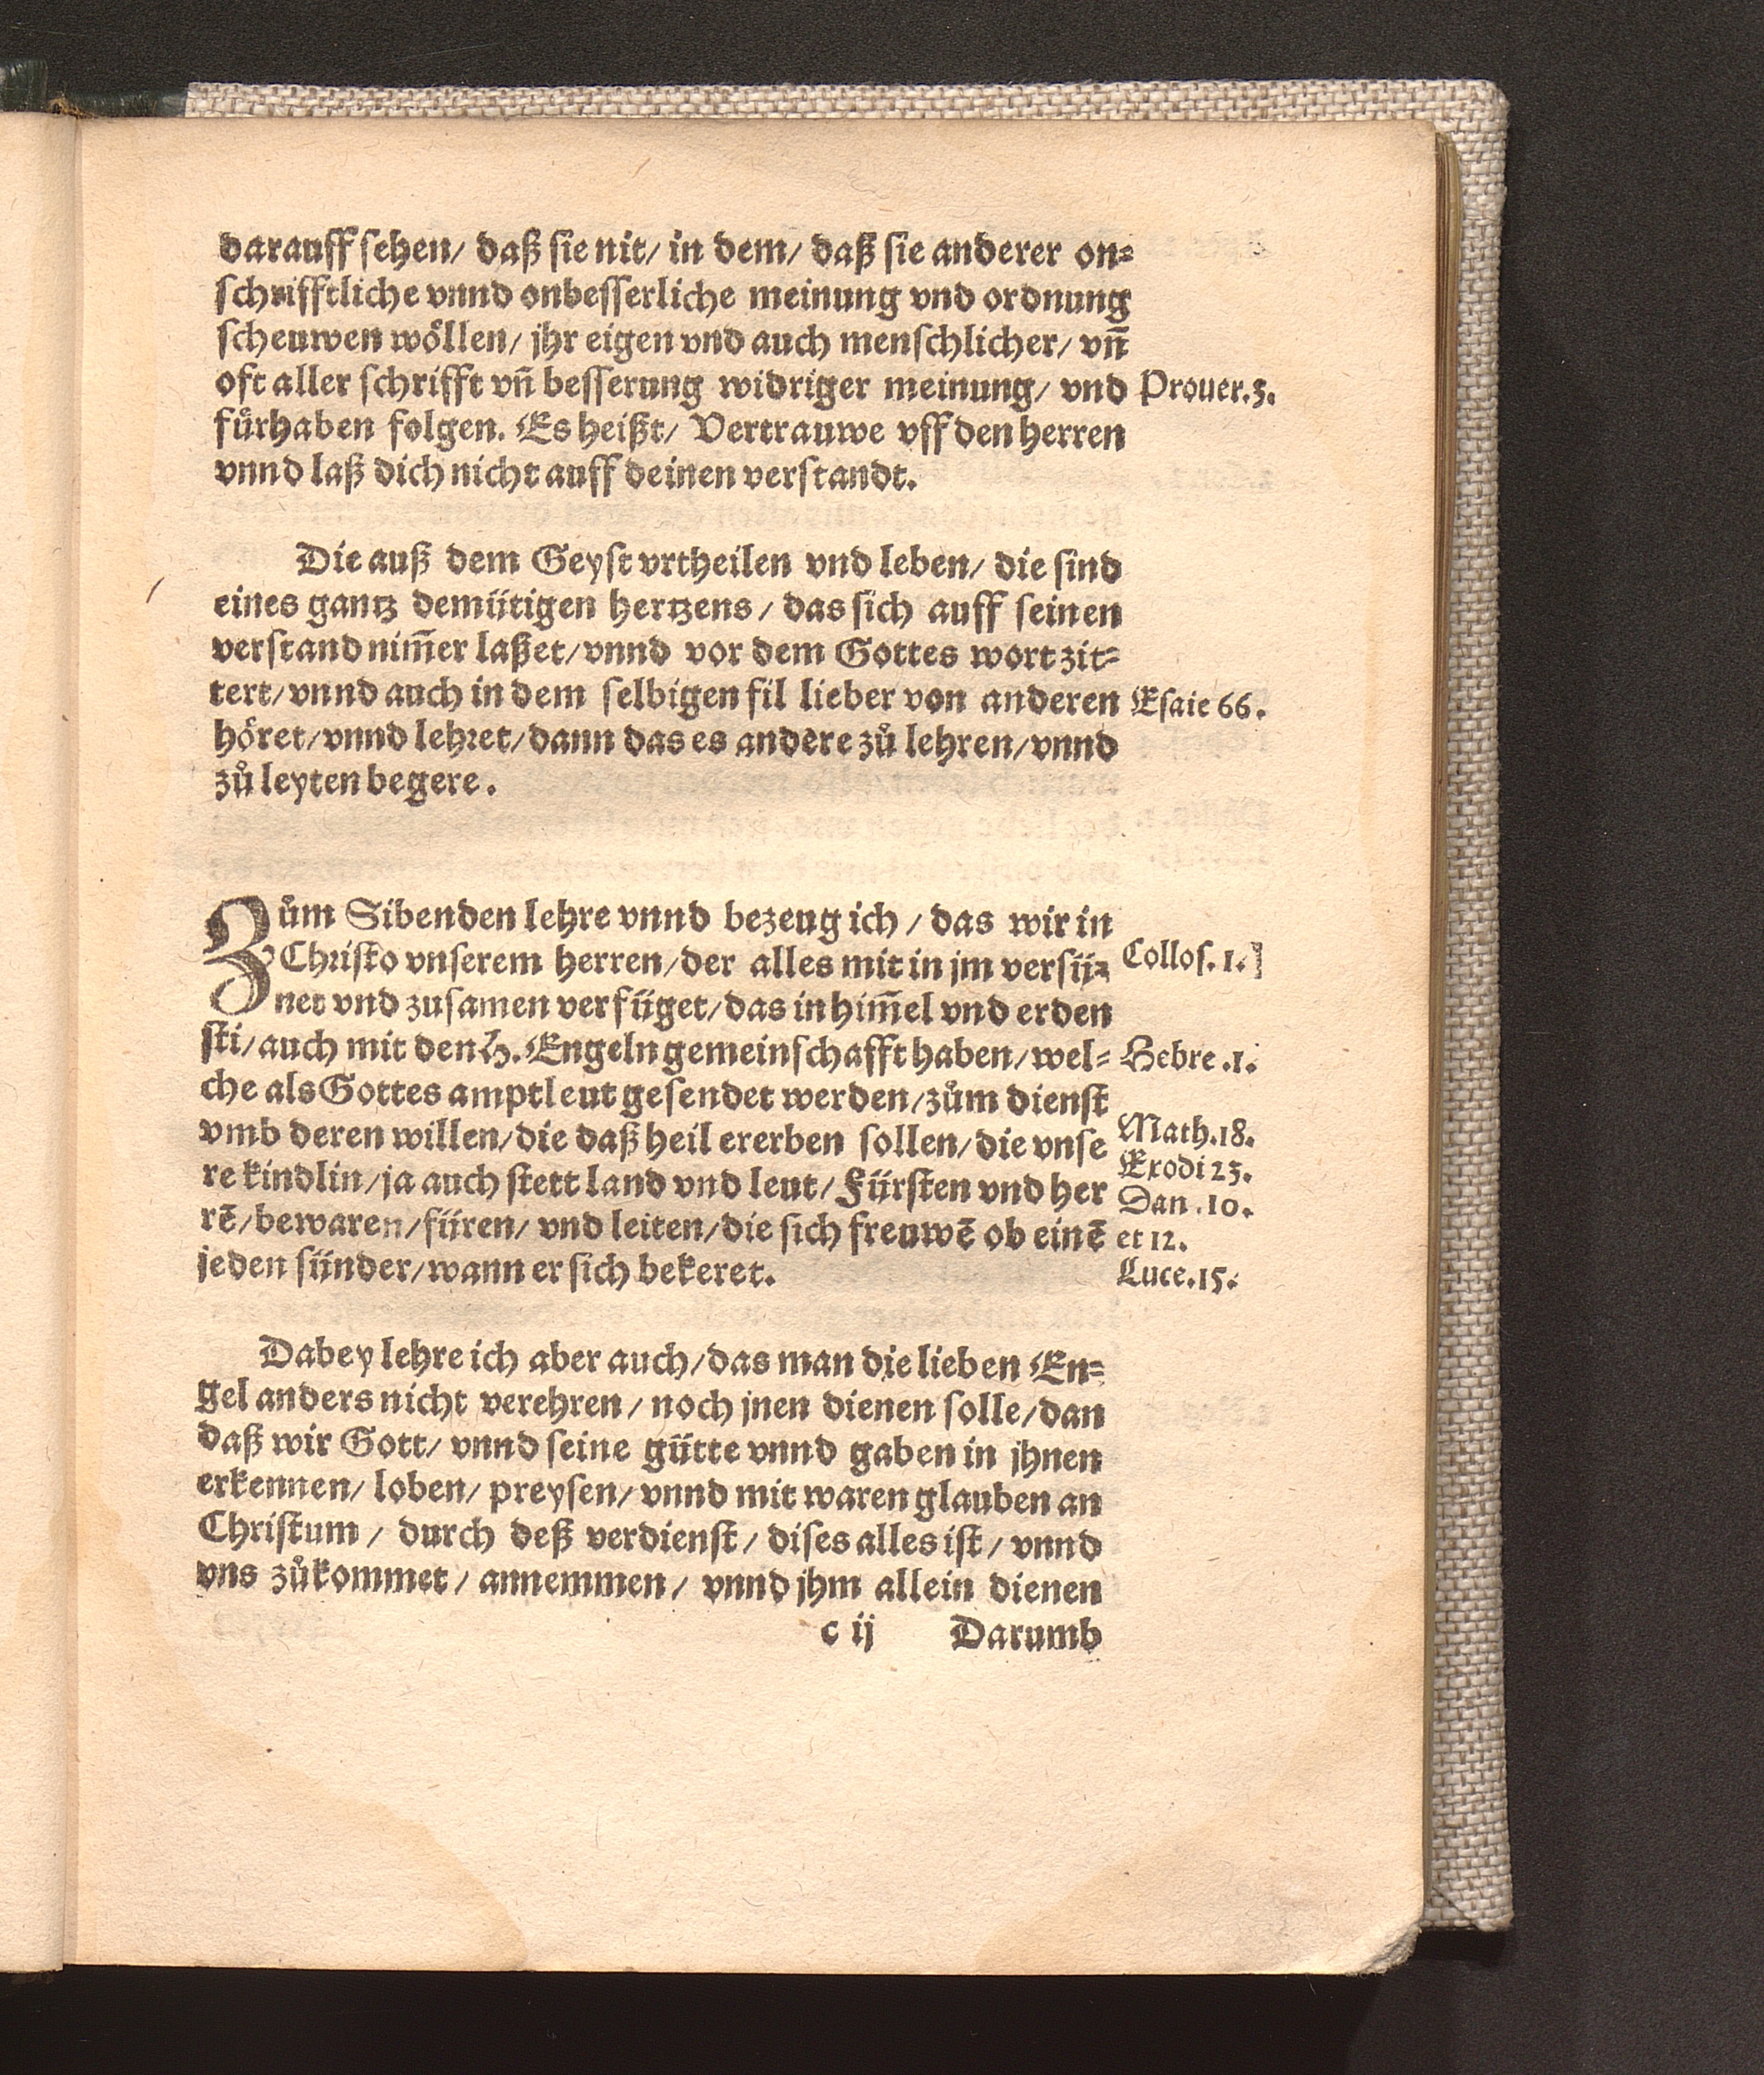 darauff sehen/ daß sie nit/ in dem/ daß sie anderer on⸗
schrifftliche vnnd onbesserliche meinung vnd ordnung
scheuwen woͤllen/ jhr eigen vnd auch menschlicher/ vñ
oft aller schrifft vñ besserung widriger meinung/ vnd Prouer.3.
fuͤrhaben folgen. Es heißt/ Vertrauwe vff den herren
vnnd laß dich nicht auff deinen verstandt.
Die auß dem Geyst vrtheilen vnd leben/ die sind
eines gantz demütigen hertzens/ das sich auff seinen
verstand nim̄er laßet/ vnnd vor dem Gottes wort zit⸗
tert/ vnnd auch in dem selbigen fil lieber von anderen Esaie 66.
höret/ vnnd lehret/ dann das es andere zů lehren/ vnnd
zů leyten begere.
Zům Sibenden lehre vnnd bezeug ich/ das wir in
Christo vnserem herren/ der alles mit in jm versü⸗ Collos. 1.]
net vnd zusamen verfüget/ das in him̄el vnd erden
sti/ auch mit den H. Engeln gemeinschafft haben/ wel⸗ Hebre .1.
che als Gottes amptleut gesendet werden/ zům dienst
vmb deren willen/ die daß heil ererben sollen/ die vnse Math.18.
Exodi 23.
re kindlin/ ja auch stett land vnd leut/ Fürsten vnd her Dan .10.
rē/ bewaren/ füren/ vnd leiten/ die sich freuwē ob einē et 12.
jeden sünder/ wann er sich bekeret. Luce.15.
Dabey lehre ich aber auch/ das man die lieben En⸗
gel anders nicht verehren/ noch jnen dienen solle/ dan
daß wir Gott/ vnnd seine gütte vnnd gaben in jhnen
erkennen/ loben/ preysen/ vnnd mit waren glauben an
Christum/ durch deß verdienst/ dises alles ist/ vnnd
vns zůkommet/ annemmen/ vnnd jhm allein dienen
c ij Darumb